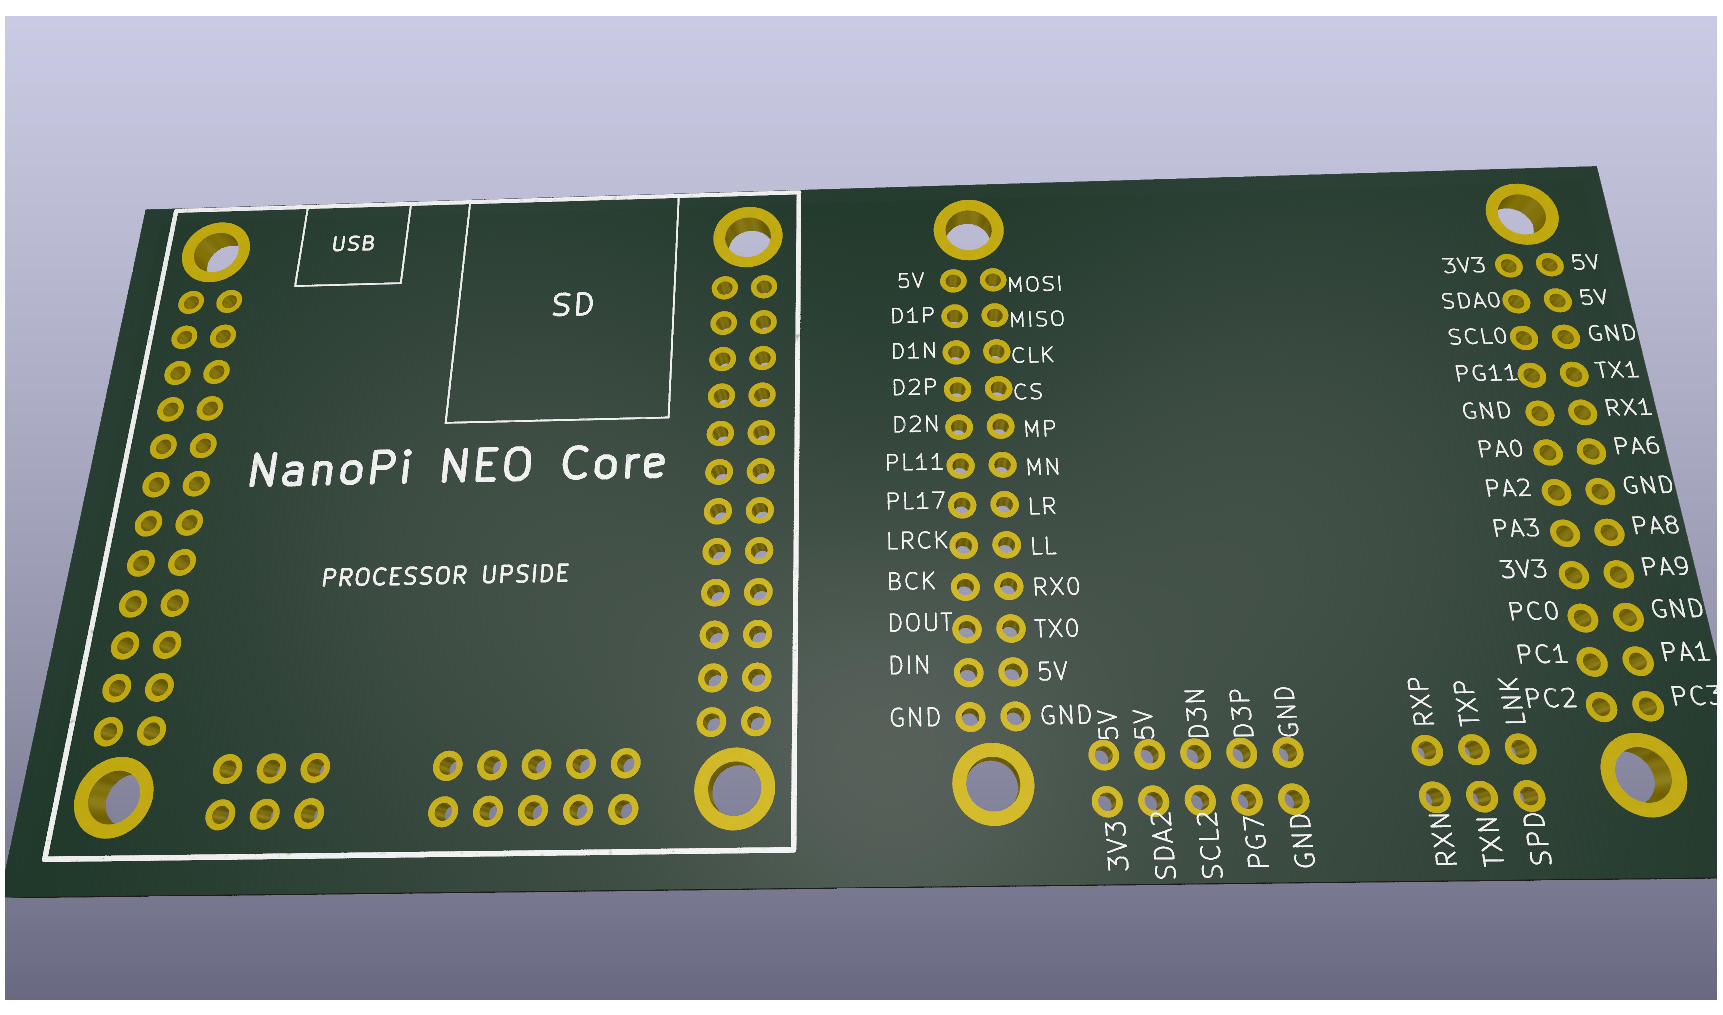 USB
SD
NanoPi NEO Core
PROCESSOR UPSIDE
5V MOSI
D1P MISO
D1N CLK
D2P CS
D2N MP
PL11 MN
PL17 LR
LRCK LL
BCK RX0
DOUT TX0
DIN 5V
GND GND
5V 5V D3N D3P GND
3V3 SDA2 SCL2 PG7 GND
3V3 5V
SDA0 5V
SCL0 GND
PG11 TX1
GND RX1
PA0 PA6
PA2 GND
PA3 PA8
3V3 PA9
PC0 GND
PC1 PA1
PC2 PC3
RXP TXP LNK
RXN TXN SPD